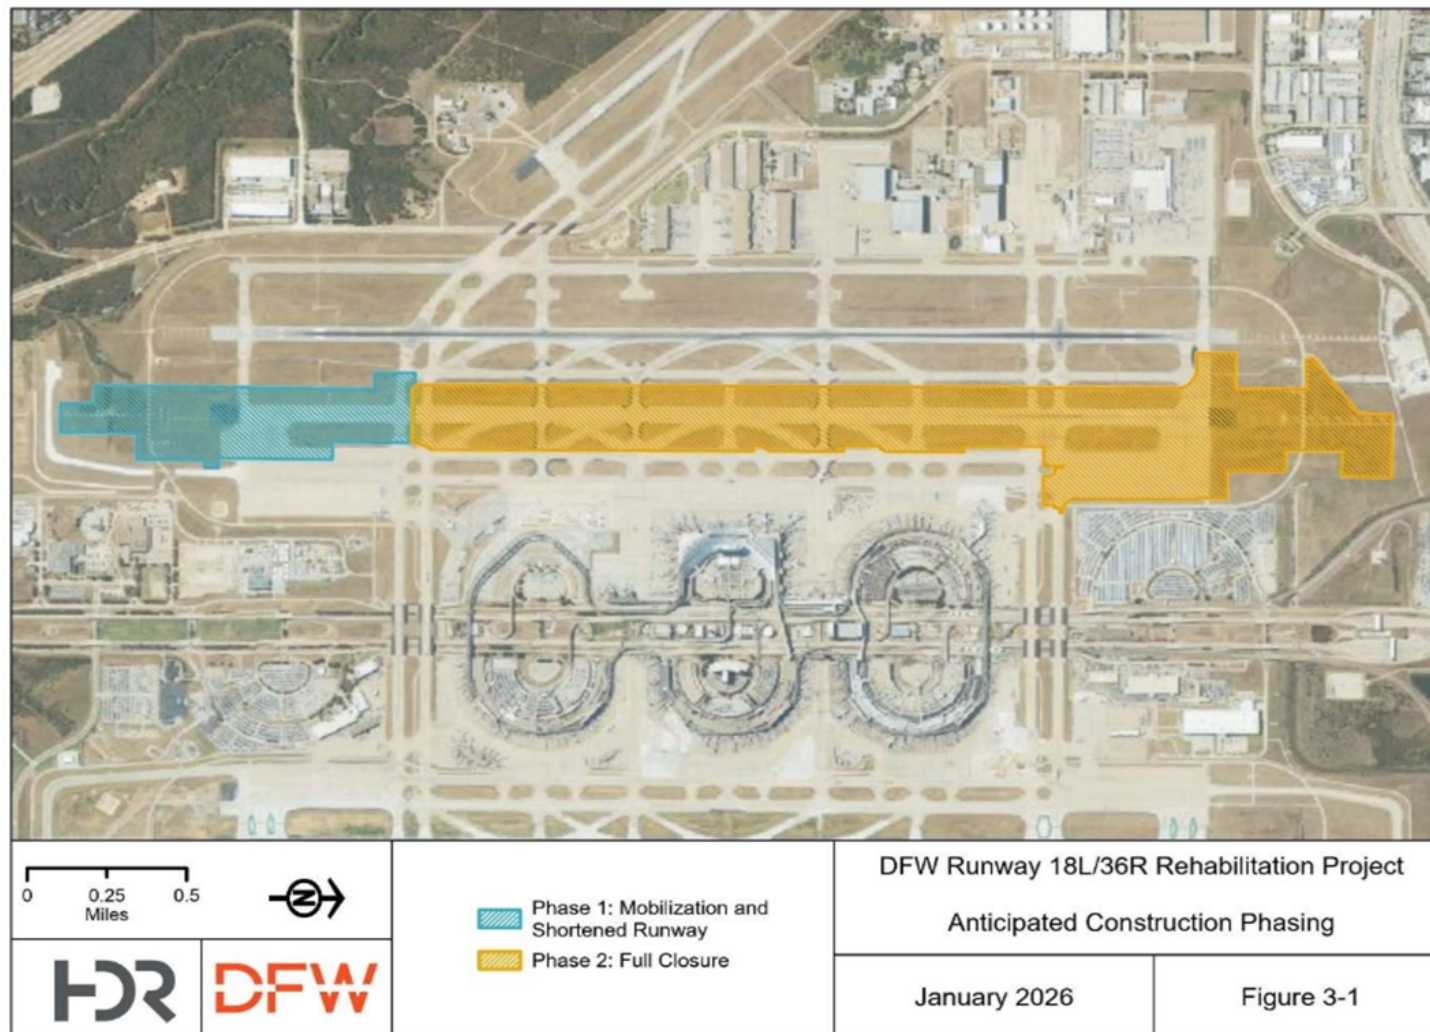 0 0.25 0.5
Miles
N
HDR
DFW
Phase 1: Mobilization and
Shortened Runway
Phase 2: Full Closure
DFW Runway 18L/36R Rehabilitation Project
Anticipated Construction Phasing
January 2026
Figure 3-1